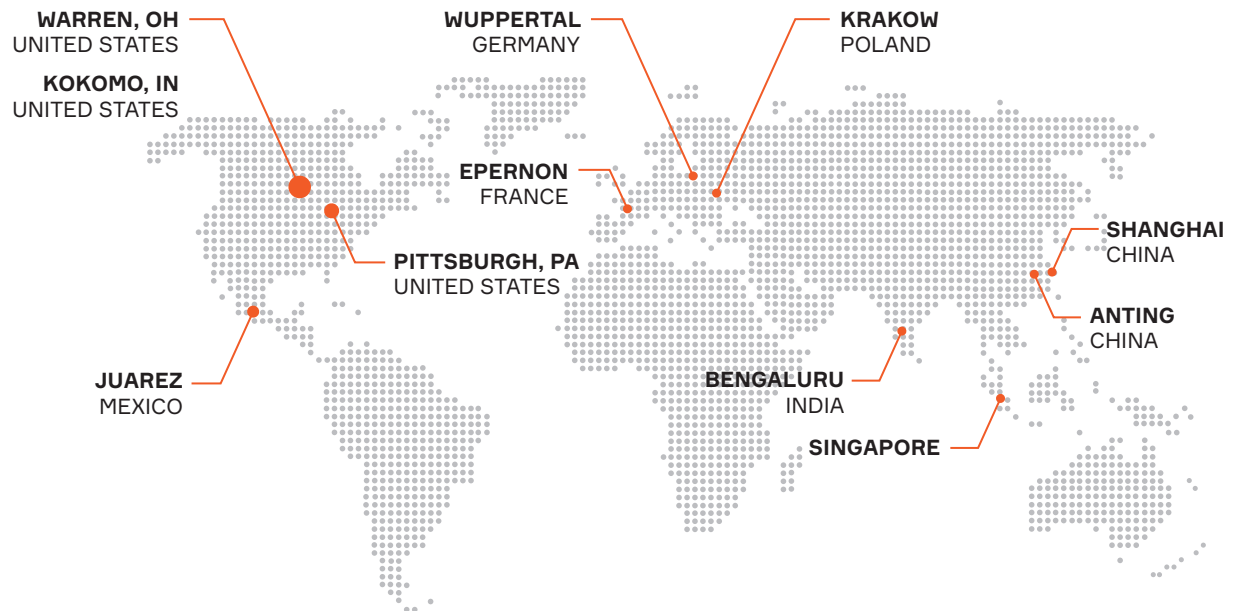 WARREN, OH
UNITED STATES
KOKOMO, IN
UNITED STATES
WUPPERTAL
GERMANY
KRAKOW
POLAND
EPERNON
FRANCE
PITTSBURGH, PA
UNITED STATES
SHANGHAI
CHINA
ANTING
CHINA
JUAREZ
MEXICO
BENGALURU
INDIA
SINGAPORE